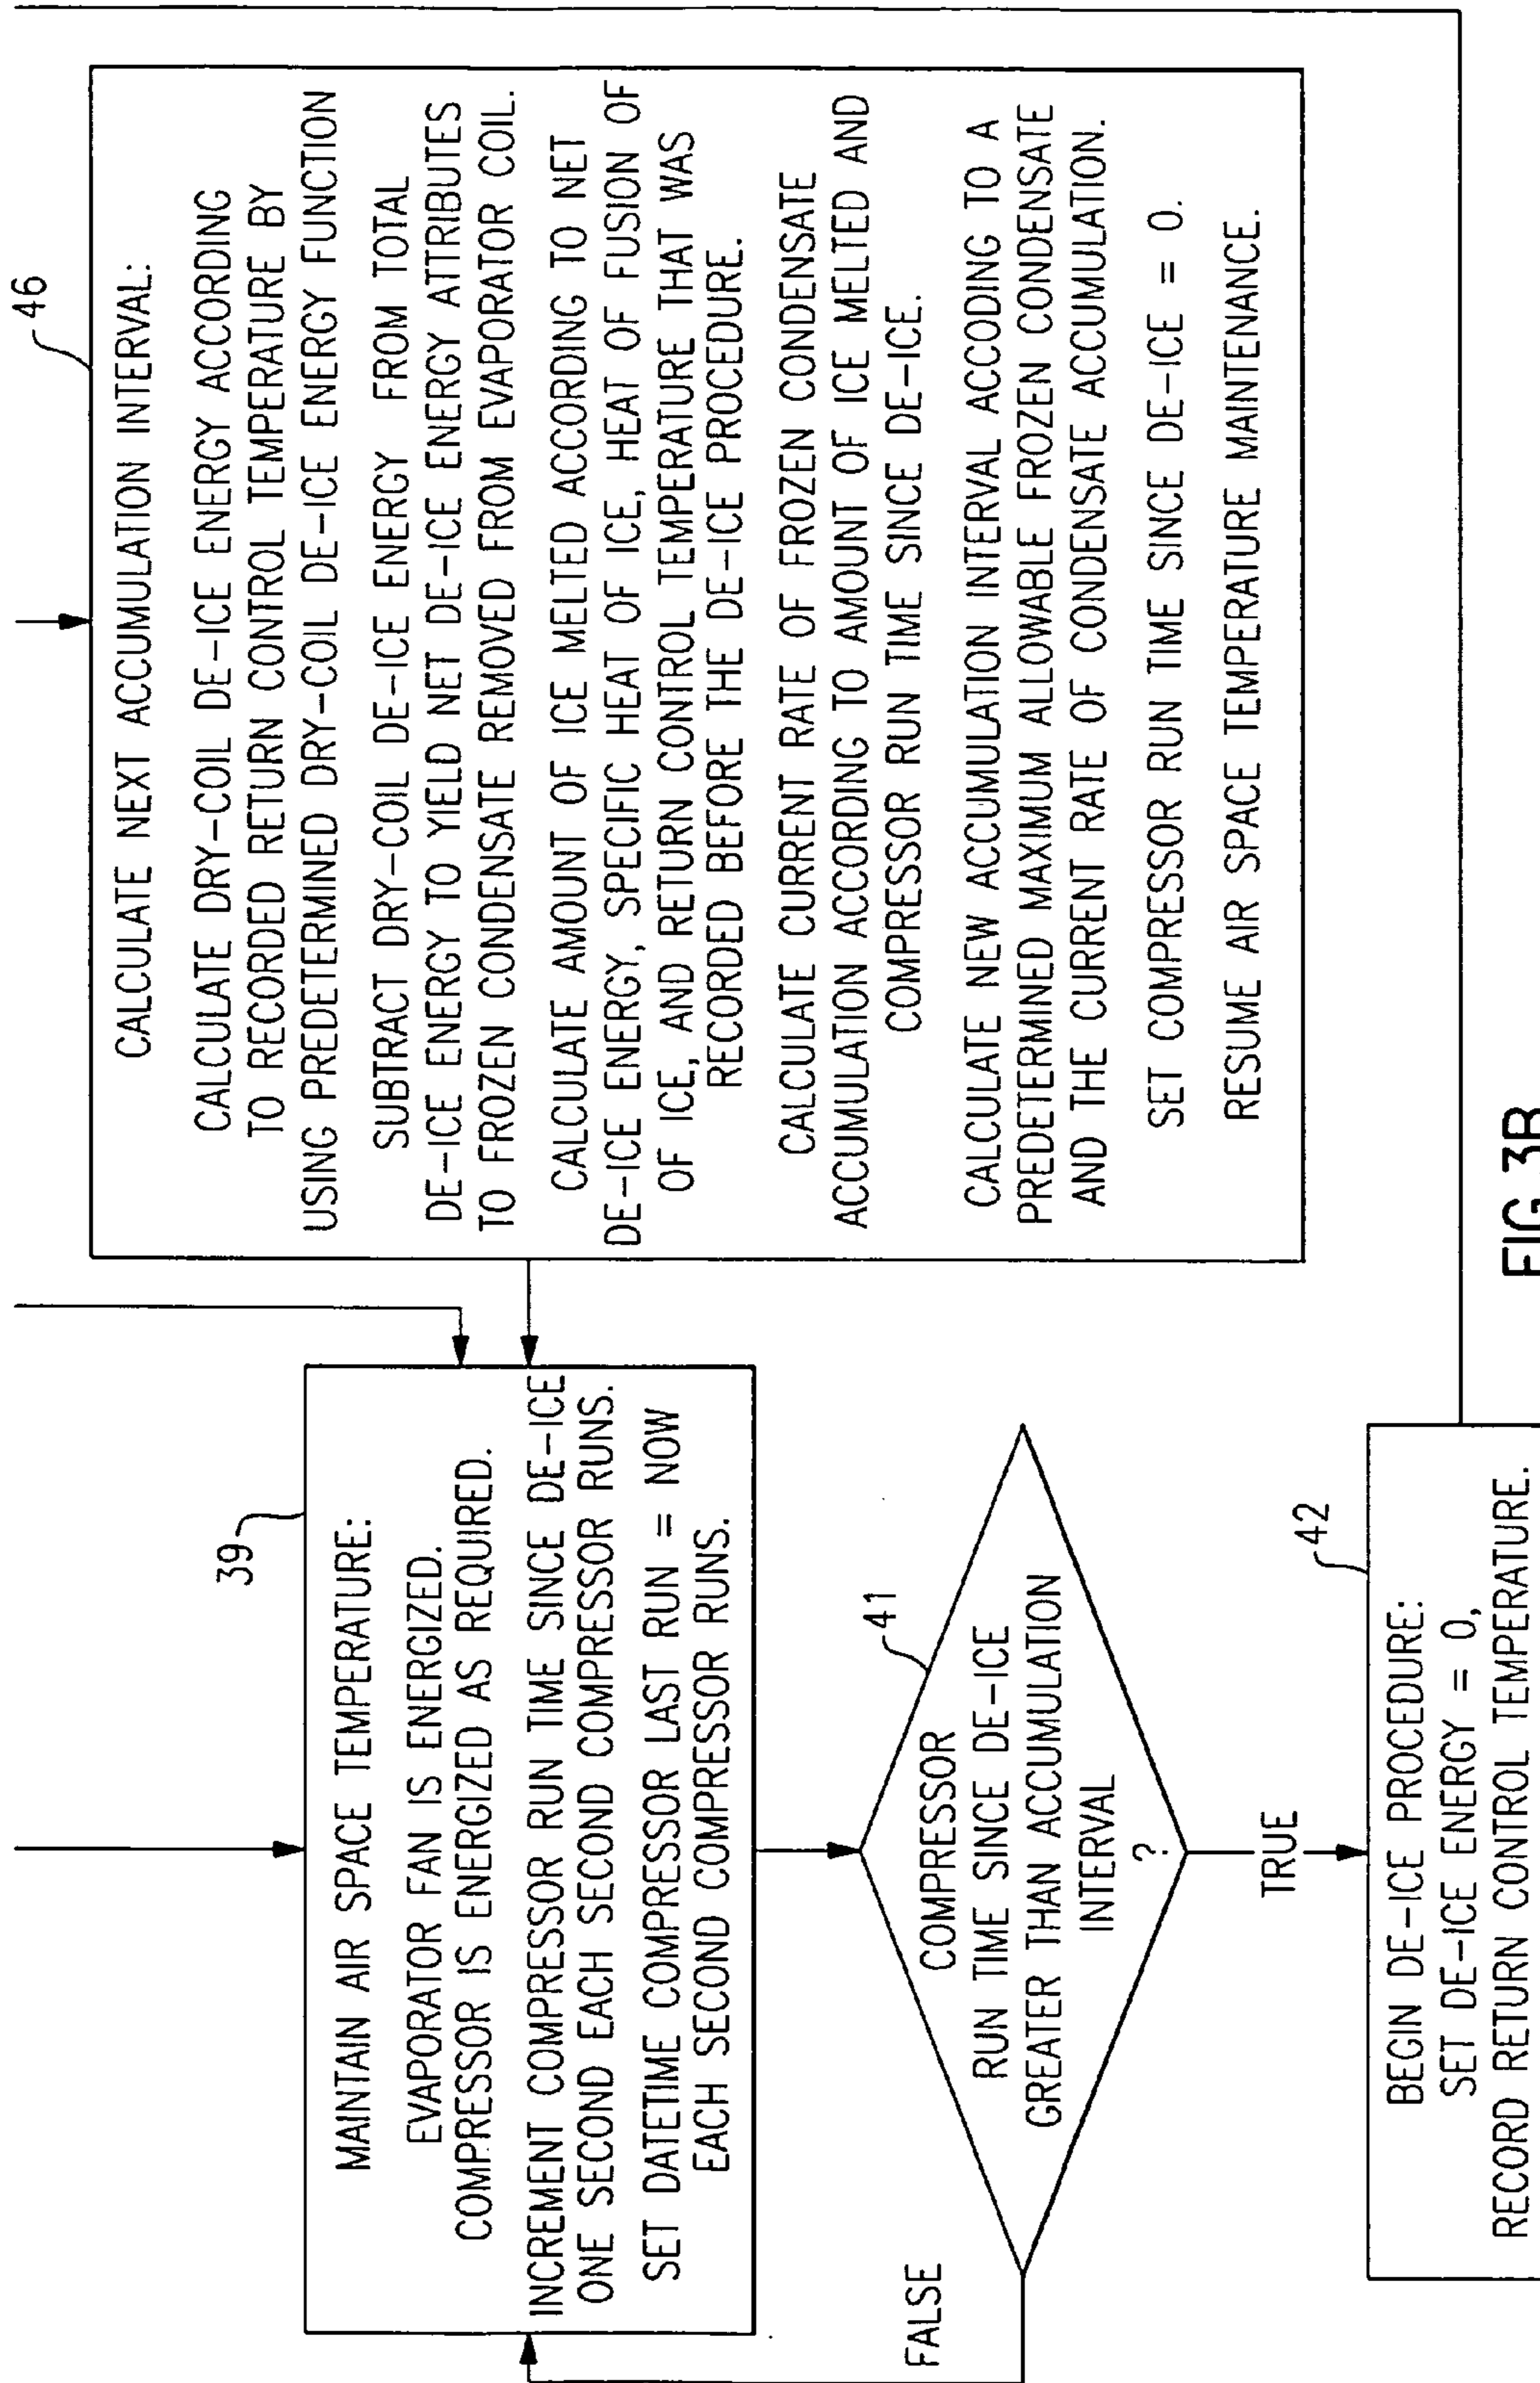 46
CALCULATE NEXT ACCUMULATION INTERVAL:
CALCULATE DRY-COIL DE-ICE ENERGY ACCORDING
TO RECORDED RETURN CONTROL TEMPERATURE BY
USING PREDETERMINED DRY-COIL DE-ICE ENERGY FUNCTION
SUBTRACT DRY-COIL DE-ICE ENERGY FROM TOTAL
DE-ICE ENERGY TO YIELD NET DE-ICE ENERGY ATTRIBUTES
TO FROZEN CONDENSATE REMOVED FROM EVAPORATOR COIL.
CALCULATE AMOUNT OF ICE MELTED ACCORDING TO NET
DE-ICE ENERGY, SPECIFIC HEAT OF ICE, HEAT OF FUSION OF
OF ICE, AND RETURN CONTROL TEMPERATURE THAT WAS
RECORDED BEFORE THE DE-ICE PROCEDURE.
CALCULATE CURRENT RATE OF FROZEN CONDENSATE
ACCUMULATION ACCORDING TO AMOUNT OF ICE MELTED AND
COMPRESSOR RUN TIME SINCE DE-ICE.
CALCULATE NEW ACCUMULATION INTERVAL ACCODING TO A
PREDETERMINED MAXIMUM ALLOWABLE FROZEN CONDENSATE
AND THE CURRENT RATE OF CONDENSATE ACCUMULATION.
SET COMPRESSOR RUN TIME SINCE DE-ICE = 0.
RESUME AIR SPACE TEMPERATURE MAINTENANCE.
39
MAINTAIN AIR SPACE TEMPERATURE:
EVAPORATOR FAN IS ENERGIZED.
COMPRESSOR IS ENERGIZED AS REQUIRED.
INCREMENT COMPRESSOR RUN TIME SINCE DE-ICE
ONE SECOND EACH SECOND COMPRESSOR RUNS.
SET DATETIME COMPRESSOR LAST RUN = NOW
EACH SECOND COMPRESSOR RUNS.
41
COMPRESSOR
RUN TIME SINCE DE-ICE
GREATER THAN ACCUMULATION
INTERVAL
?
FALSE
TRUE
42
BEGIN DE-ICE PROCEDURE:
SET DE-ICE ENERGY = 0,
RECORD RETURN CONTROL TEMPERATURE.
FIG.3B